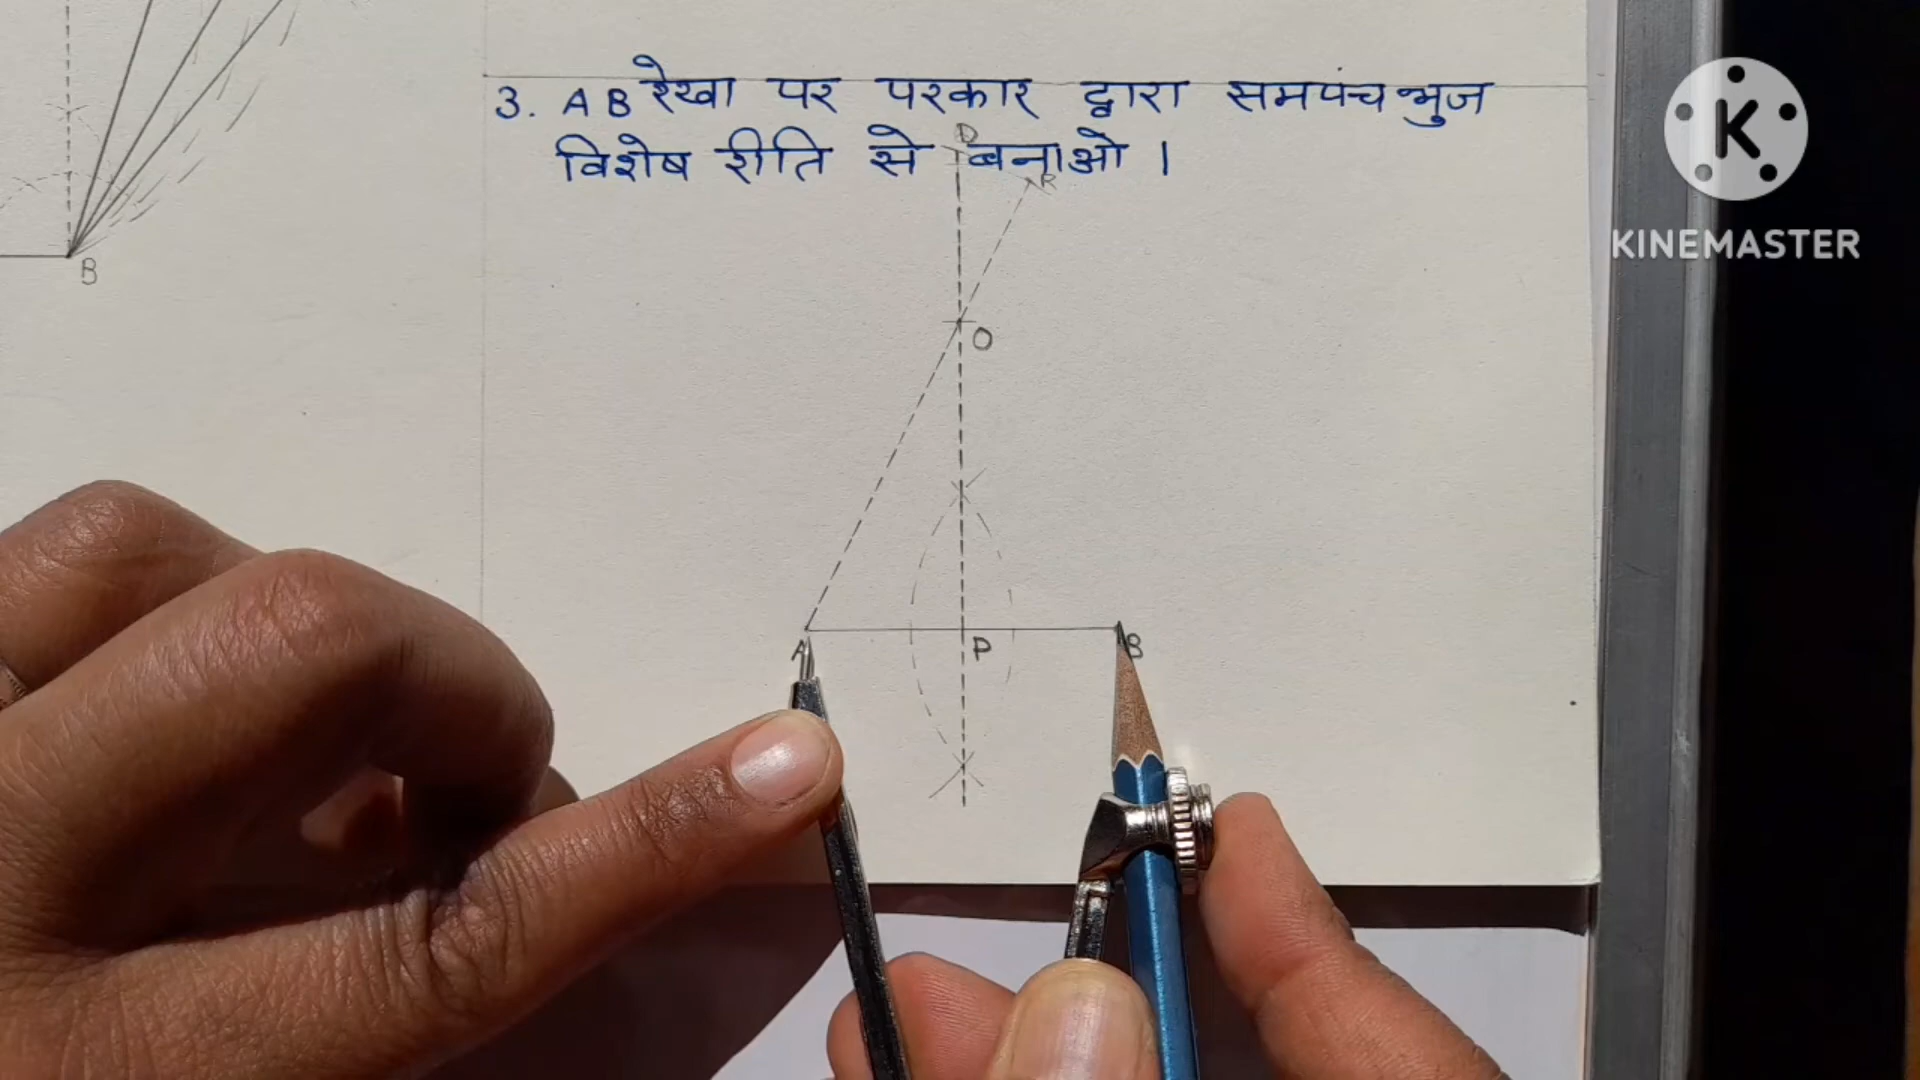 3. AB रेखा पर परकार द्वारा समपंचभुज
विशेष रीति से बनाओ।
D
R
O
A
P
B
B
K
KINEMASTER